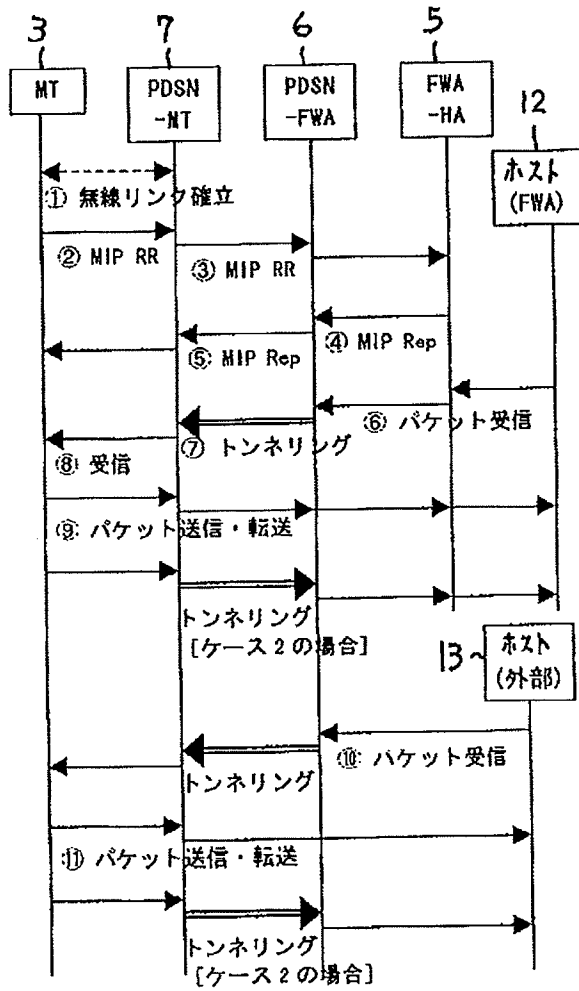 3
7
6
5
MT
PDSN
-MT
PDSN
-FWA
FWA
-HA
12
ホスト
(FWA)
① 無線リンク確立
② MIP RR
③ MIP RR
④ MIP Rep
⑤ MIP Rep
⑥ パケット受信
⑦ トンネリング
⑧ 受信
⑨ パケット送信・転送
トンネリング
[ケース2の場合]
13
ホスト
(外部)
⑩ パケット受信
トンネリング
⑪ パケット送信・転送
トンネリング
[ケース2の場合]